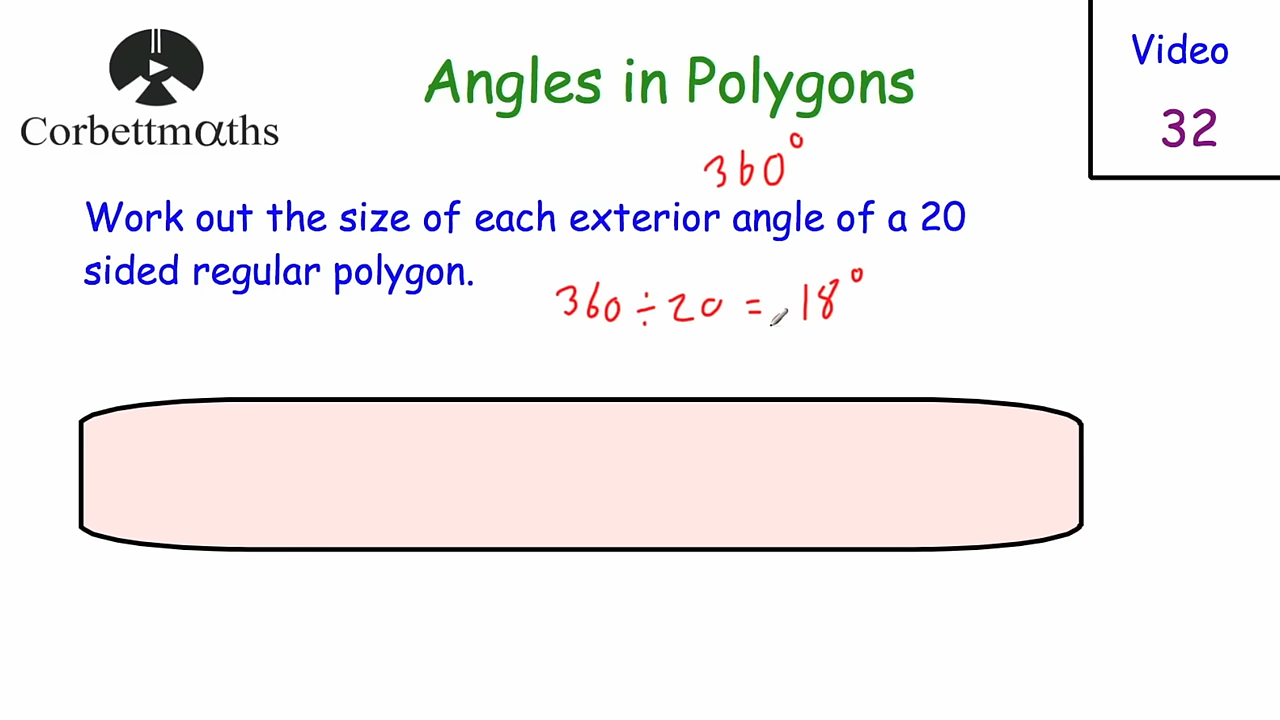 Corbettmαths
Angles in Polygons
Video
32
360°
Work out the size of each exterior angle of a 20
sided regular polygon.
360 ÷ 20 = 18°